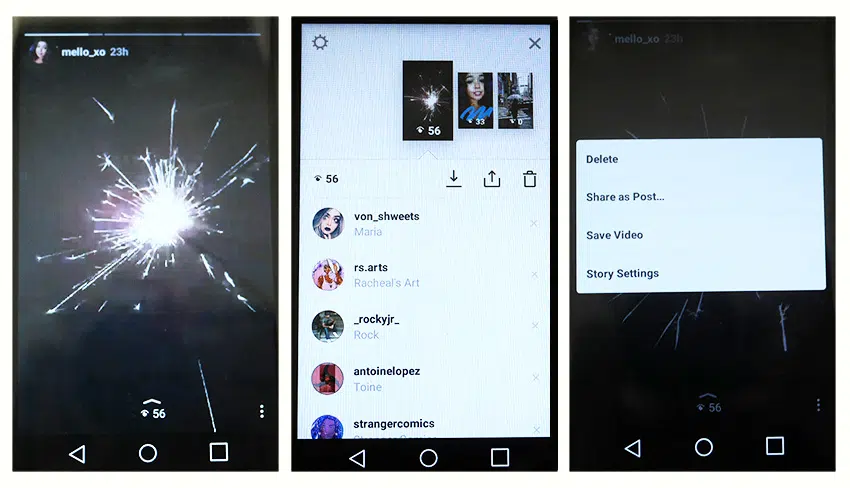 mello_xo 23h
56
56
33
0
56
von_shweets
Maria
rs.arts
Racheal's Art
_rockyjr_
Rock
antoinelopez
Toine
strangercomics
mello_xo 23h
Delete
Share as Post...
Save Video
Story Settings
56